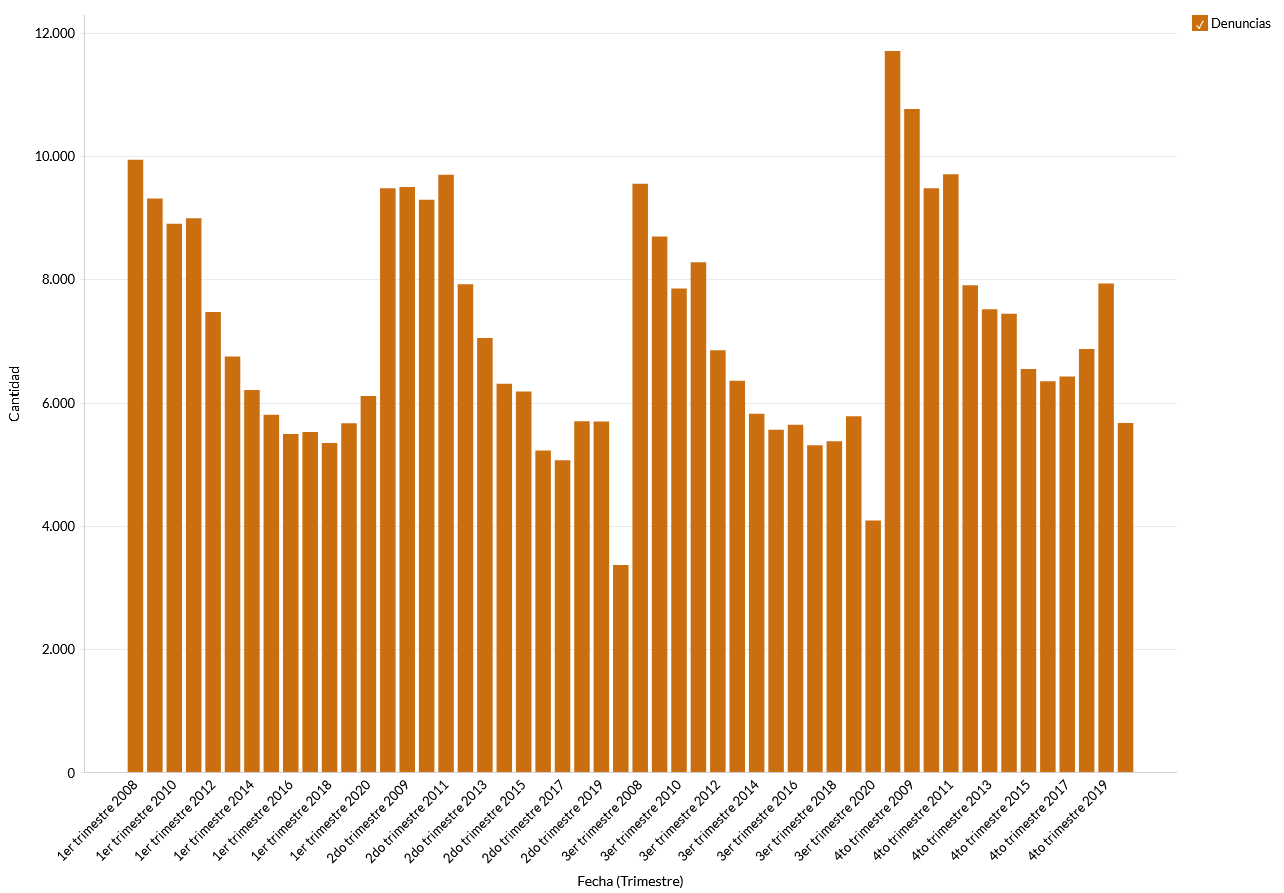 Denuncias
12.000
10.000
8.000
6.000
4.000
2.000
0
Cantidad
1er trimestre 2008
1er trimestre 2010
1er trimestre 2012
1er trimestre 2014
1er trimestre 2016
1er trimestre 2018
1er trimestre 2020
2do trimestre 2009
2do trimestre 2011
2do trimestre 2013
2do trimestre 2015
2do trimestre 2017
2do trimestre 2019
3er trimestre 2008
3er trimestre 2010
3er trimestre 2012
3er trimestre 2014
3er trimestre 2016
3er trimestre 2018
3er trimestre 2020
4to trimestre 2009
4to trimestre 2011
4to trimestre 2013
4to trimestre 2015
4to trimestre 2017
4to trimestre 2019
Fecha (Trimestre)